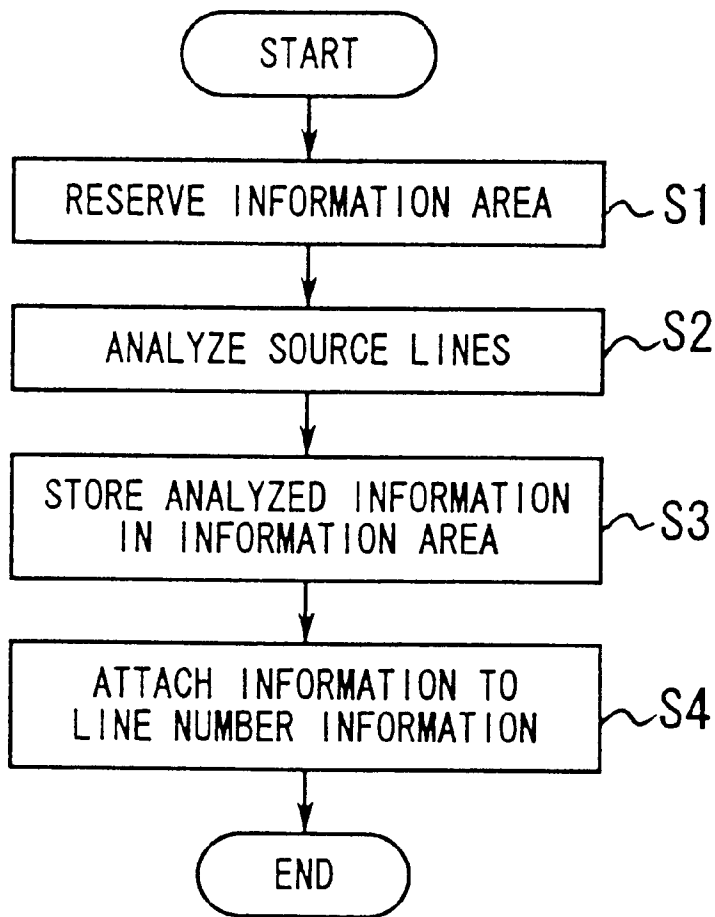 START
RESERVE INFORMATION AREA
S1
ANALYZE SOURCE LINES
S2
STORE ANALYZED INFORMATION
IN INFORMATION AREA
S3
ATTACH INFORMATION TO
LINE NUMBER INFORMATION
S4
END